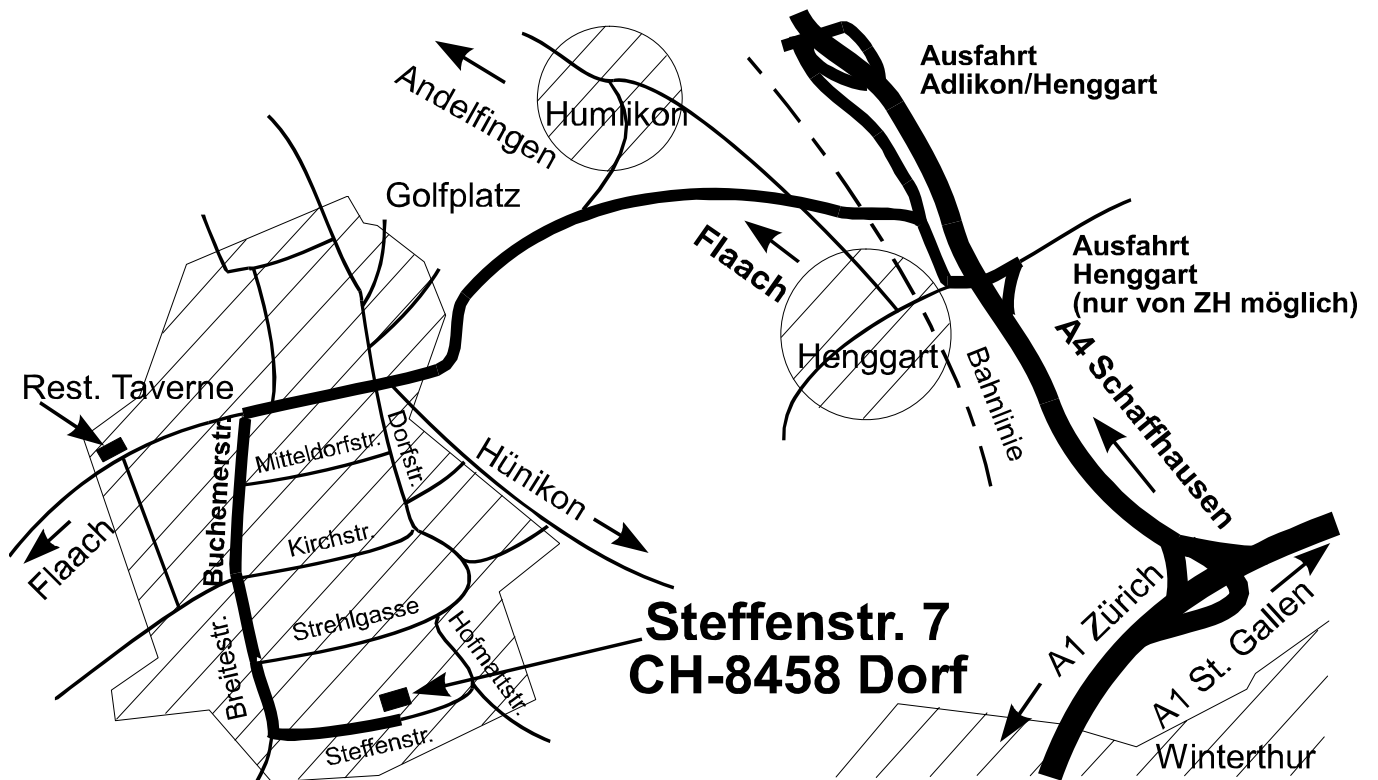 Ausfahrt
Adlikon/Henggart
Andelfingen
Humlikon
Golfplatz
Flaach
Ausfahrt
Henggart
(nur von ZH möglich)
Henggart
Bahnlinie
A4 Schaffhausen
Rest. Taverne
Buchemerstr.
Mitteldorfstr.
Dorfstr.
Hünikon
Flaach
Kirchstr.
Strehlgasse
Breitestr.
Hofmattstr.
Steffenstr.
Steffenstr. 7
CH-8458 Dorf
A1 Zürich
A1 St. Gallen
Winterthur